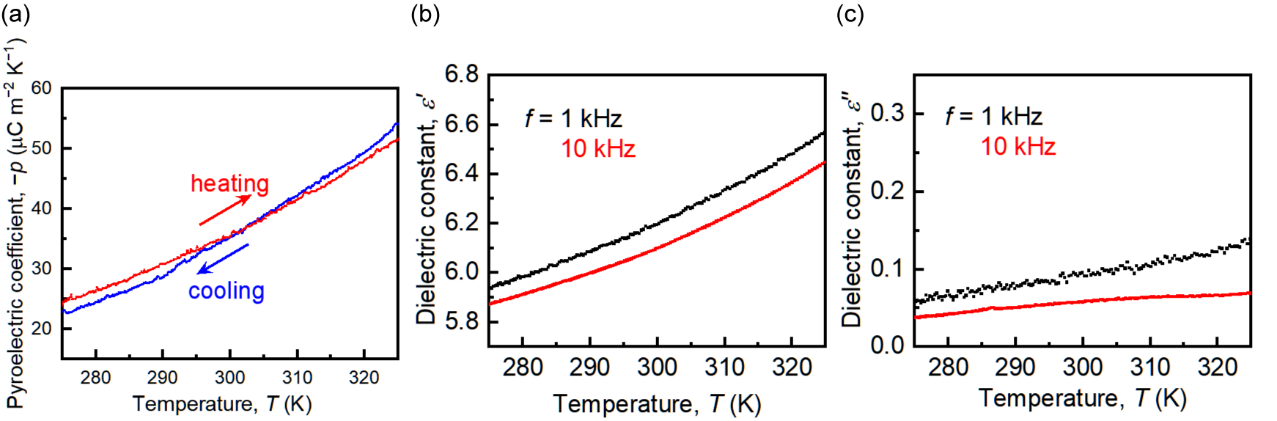 (a)
Pyroelectric coefficient, −p (μC m⁻² K⁻¹)
60
50
40
30
20
heating
cooling
280 290 300 310 320
Temperature, T (K)
(b)
Dielectric constant, ε′
6.8
6.6
6.4
6.2
6.0
5.8
f = 1 kHz
10 kHz
280 290 300 310 320
Temperature, T (K)
(c)
Dielectric constant, ε″
0.3
0.2
0.1
0.0
f = 1 kHz
10 kHz
280 290 300 310 320
Temperature, T (K)